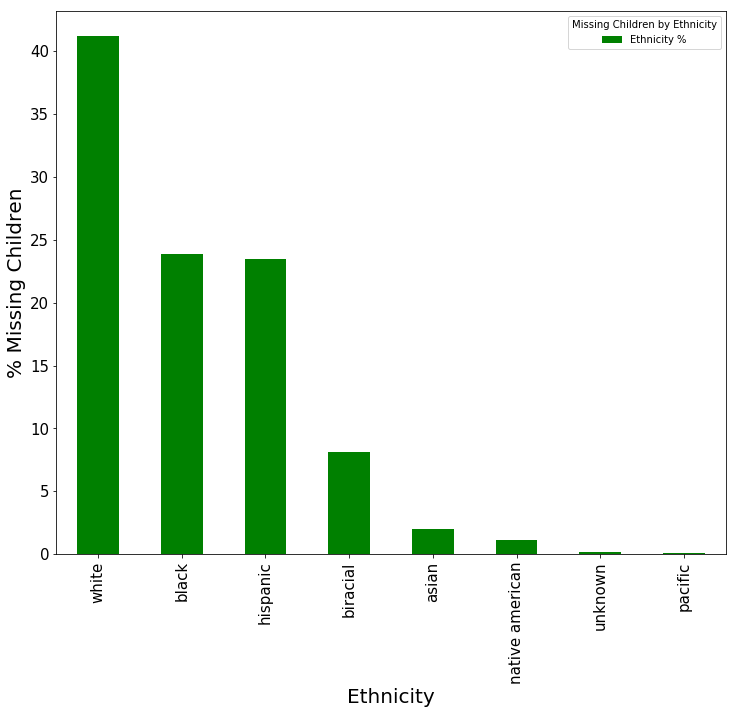 Missing Children by Ethnicity
Ethnicity %
% Missing Children
40
35
30
25
20
15
10
5
0
white
black
hispanic
biracial
asian
native american
unknown
pacific
Ethnicity